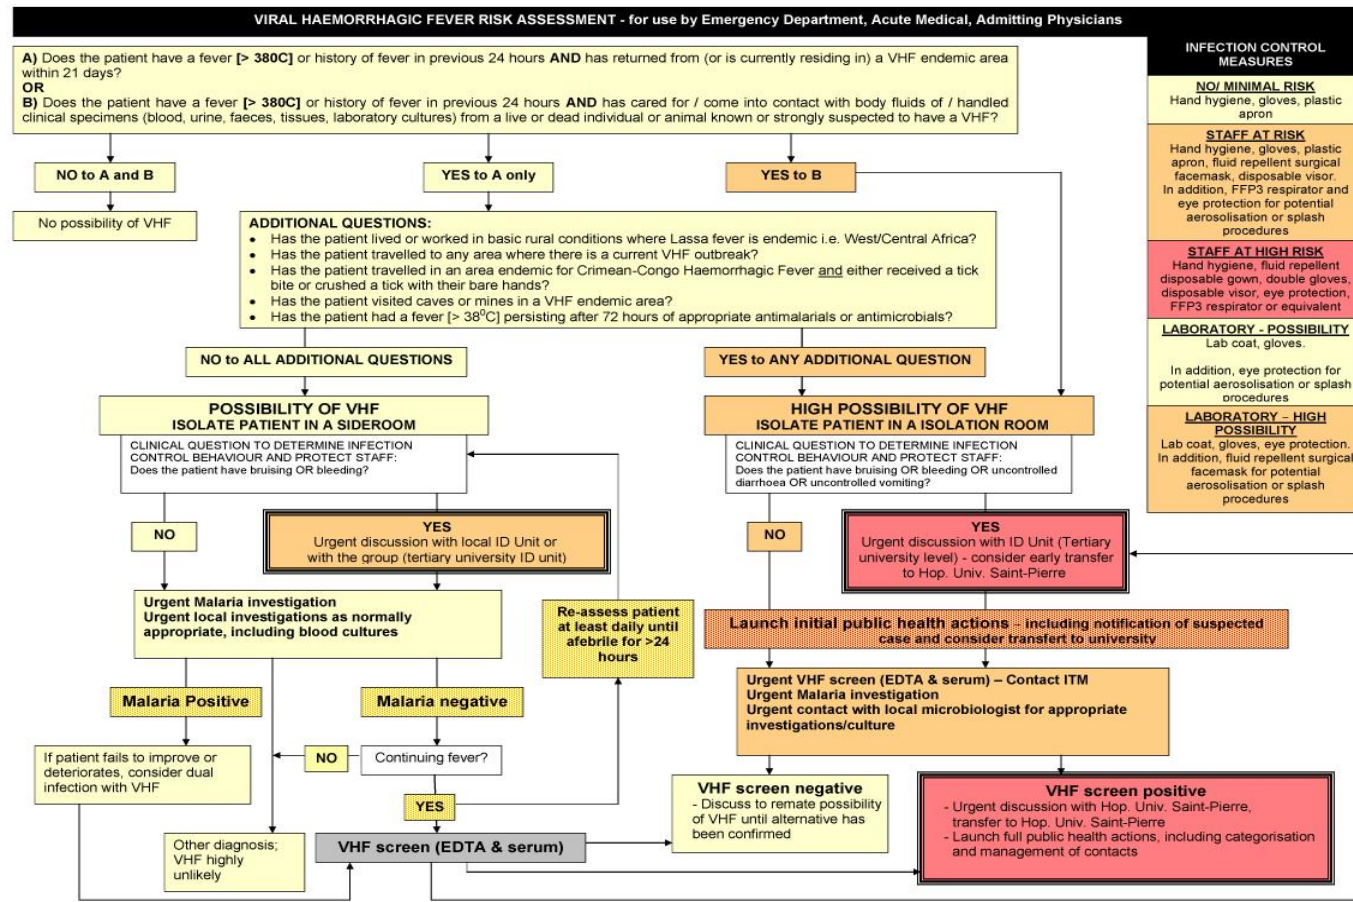 VIRAL HAEMORRHAGIC FEVER RISK ASSESSMENT - for use by Emergency Department, Acute Medical, Admitting Physicians
A) Does the patient have a fever [> 380C] or history of fever in previous 24 hours AND has returned from (or is currently residing in) a VHF endemic area
within 21 days?
OR
B) Does the patient have a fever [> 380C] or history of fever in previous 24 hours AND has cared for / come into contact with body fluids of / handled
clinical specimens (blood, urine, faeces, tissues, laboratory cultures) from a live or dead individual or animal known or strongly suspected to have a VHF?
NO to A and B
YES to A only
YES to B
No possibility of VHF
ADDITIONAL QUESTIONS:
• Has the patient lived or worked in basic rural conditions where Lassa fever is endemic i.e. West/Central Africa?
• Has the patient travelled to any area where there is a current VHF outbreak?
• Has the patient travelled in an area endemic for Crimean-Congo Haemorrhagic Fever and either received a tick
bite or crushed a tick with their bare hands?
• Has the patient visited caves or mines in a VHF endemic area?
• Has the patient had a fever [> 38⁰C] persisting after 72 hours of appropriate antimalarials or antimicrobials?
NO to ALL ADDITIONAL QUESTIONS
YES to ANY ADDITIONAL QUESTION
POSSIBILITY OF VHF
ISOLATE PATIENT IN A SIDEROOM
CLINICAL QUESTION TO DETERMINE INFECTION
CONTROL BEHAVIOUR AND PROTECT STAFF:
Does the patient have bruising OR bleeding?
HIGH POSSIBILITY OF VHF
ISOLATE PATIENT IN A ISOLATION ROOM
CLINICAL QUESTION TO DETERMINE INFECTION
CONTROL BEHAVIOUR AND PROTECT STAFF:
Does the patient have bruising OR bleeding OR uncontrolled
diarrhoea OR uncontrolled vomiting?
NO
YES
Urgent discussion with local ID Unit or
with the group (tertiary university ID unit)
NO
YES
Urgent discussion with ID Unit (Tertiary
university level) - consider early transfer
to Hop. Univ. Saint-Pierre
Urgent Malaria investigation
Urgent local investigations as normally
appropriate, including blood cultures
Re-assess patient
at least daily until
afebrile for >24
hours
Launch initial public health actions – including notification of suspected
case and consider transfert to university
Urgent VHF screen (EDTA & serum) – Contact ITM
Urgent Malaria investigation
Urgent contact with local microbiologist for appropriate
investigations/culture
Malaria Positive
Malaria negative
If patient fails to improve or
deteriorates, consider dual
infection with VHF
NO
Continuing fever?
YES
Other diagnosis;
VHF highly
unlikely
VHF screen (EDTA & serum)
VHF screen negative
- Discuss to remate possibility
of VHF until alternative has
been confirmed
VHF screen positive
- Urgent discussion with Hop. Univ. Saint-Pierre,
transfer to Hop. Univ. Saint-Pierre
- Launch full public health actions, including categorisation
and management of contacts
INFECTION CONTROL
MEASURES
NO/ MINIMAL RISK
Hand hygiene, gloves, plastic
apron
STAFF AT RISK
Hand hygiene, gloves, plastic
apron, fluid repellent surgical
facemask, disposable visor.
In addition, FFP3 respirator and
eye protection for potential
aerosolisation or splash
procedures
STAFF AT HIGH RISK
Hand hygiene, fluid repellent
disposable gown, double gloves,
disposable visor, eye protection,
FFP3 respirator or equivalent
LABORATORY - POSSIBILITY
Lab coat, gloves.
In addition, eye protection for
potential aerosolisation or splash
procedures
LABORATORY – HIGH
POSSIBILITY
Lab coat, gloves, eye protection.
In addition, fluid repellent surgical
facemask for potential
aerosolisation or splash
procedures